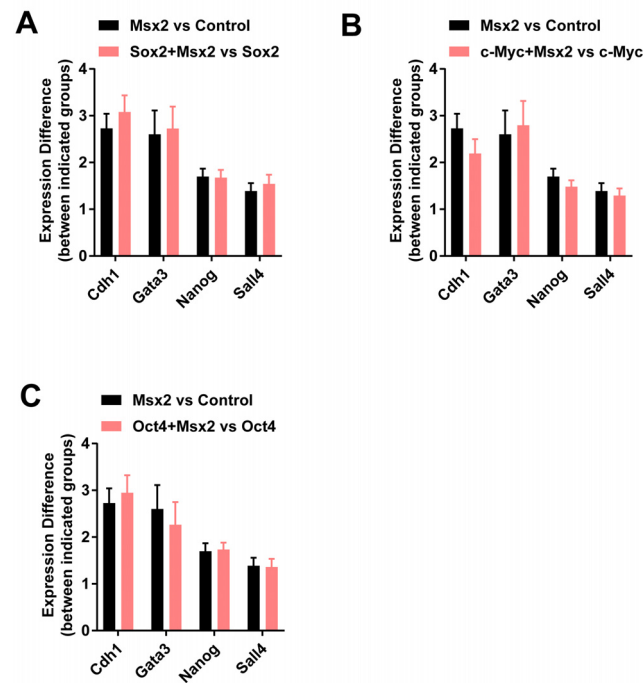 A
Msx2 vs Control
Sox2+Msx2 vs Sox2
Expression Difference
(between indicated groups)
4
3
2
1
0
Cdh1
Gata3
Nanog
Sall4
B
Msx2 vs Control
c-Myc+Msx2 vs c-Myc
Expression Difference
(between indicated groups)
4
3
2
1
0
Cdh1
Gata3
Nanog
Sall4
C
Msx2 vs Control
Oct4+Msx2 vs Oct4
Expression Difference
(between indicated groups)
4
3
2
1
0
Cdh1
Gata3
Nanog
Sall4